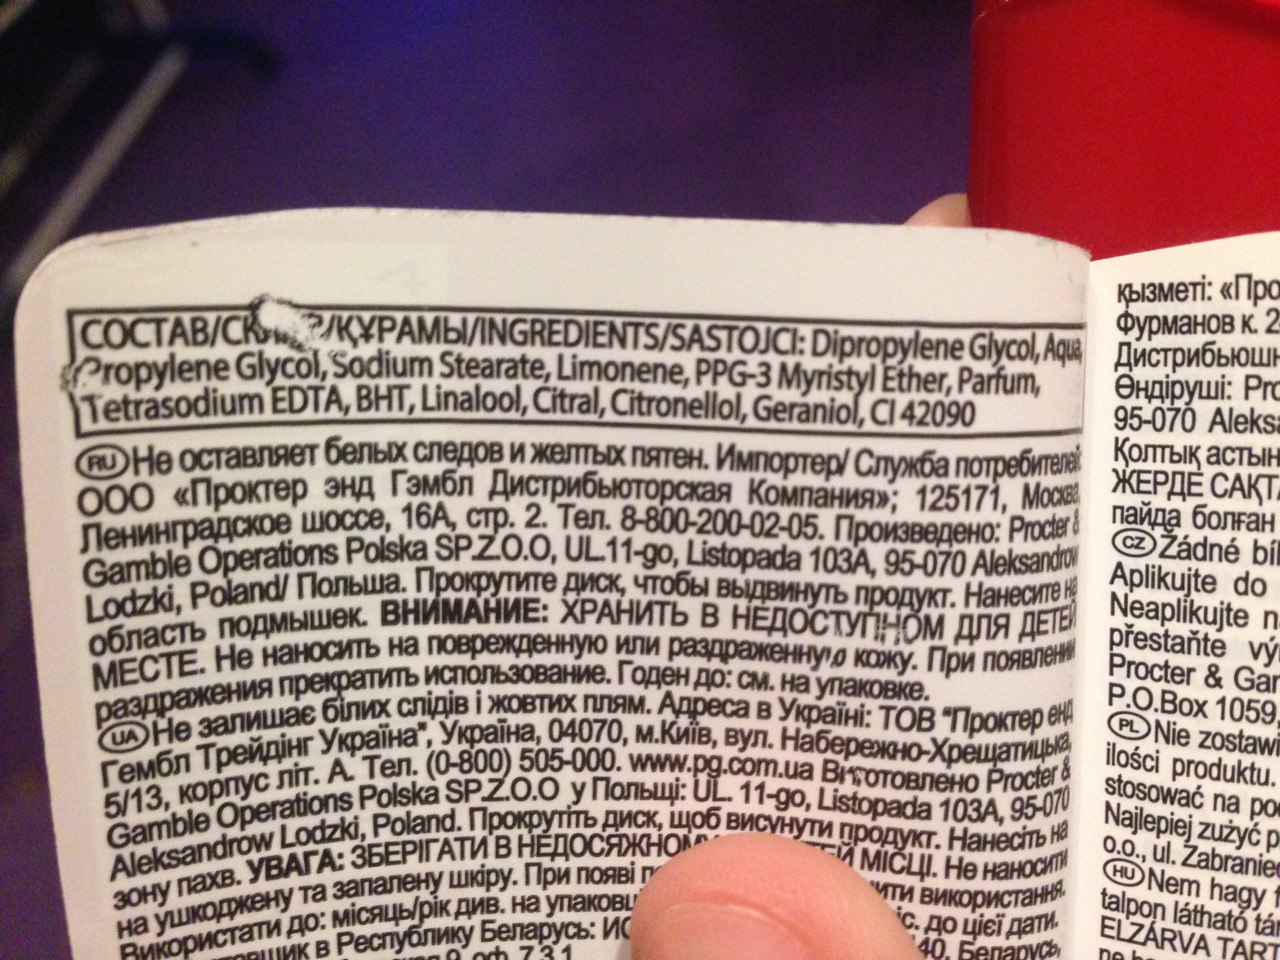 СОСТАВ/ /ҚҰРАМЫ/INGREDIENTS/SASTOJCI: Dipropylene Glycol, Aqua,
Propylene Glycol, Sodium Stearate, Limonene, PPG-3 Myristyl Ether, Parfum,
Tetrasodium EDTA, BHT, Linalool, Citral, Citronellol, Geraniol, CI 42090
RU Не оставляет белых следов и желтых пятен. Импортер/ Служба потребителей:
ООО «Проктер энд Гэмбл Дистрибьюторская Компания»; 125171, Москва,
Ленинградское шоссе, 16А, стр. 2. Тел. 8-800-200-02-05. Произведено: Procter &
Gamble Operations Polska SP.Z.O.O, UL.11-go, Listopada 103A, 95-070 Aleksandrow
Lodzki, Poland/ Польша. Прокрутите диск, чтобы выдвинуть продукт. Нанесите на
область подмышек. ВНИМАНИЕ: ХРАНИТЬ В НЕДОСТУПНОМ ДЛЯ ДЕТЕЙ
МЕСТЕ. Не наносить на поврежденную или раздраженную кожу. При появлении
раздражения прекратить использование. Годен до: см. на упаковке.
UA Не залишає білих слідів і жовтих плям. Адреса в Україні: ТОВ "Проктер енд
Гембл Трейдінг Україна", Україна, 04070, м.Київ, вул. Набережно-Хрещатицька,
5/13, корпус літ. А. Тел. (0-800) 505-000. www.pg.com.ua Виготовлено Procter &
Gamble Operations Polska SP.Z.O.O у Польщі: UL. 11-go, Listopada 103A, 95-070
Aleksandrow Lodzki, Poland. Прокрутіть диск, щоб висунути продукт. Нанесіть на
зону пахв. УВАГА: ЗБЕРІГАТИ В НЕДОСЯЖНОМУ МІСЦІ. Не наносити
на ушкоджену та запалену шкіру. При появі використання.
Використати до: місяць/рік див. на упаковці до цієї дати.
в Республику Беларусь: 40, Беларусь,
9, оф. 7.3.1
қызметі: «Про
Фурманов к. 2
Дистрибьюш
Өндіруші: Pro
95-070 Aleksa
Қолтық астын
ЖЕРДЕ САҚТА
пайда болған
CZ Žádné bíl
Aplikujte do
Neaplikujte n
přestaňte vý
Procter & Gar
P.O.Box 1059,
PL Nie zostawi
ilości produktu.
stosować na po
Najlepiej zużyć p
o.o., ul. Zabranie
HU Nem hagy f
talpon látható tár
ELZÁRVA TART